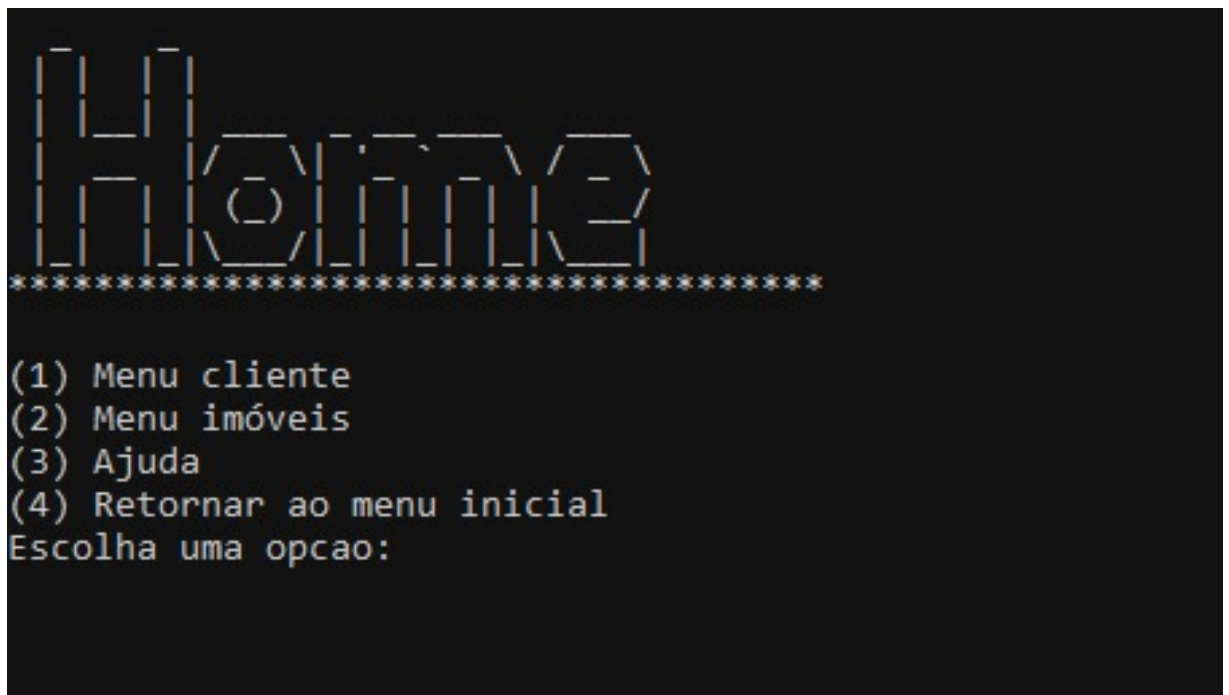 Home
**************************************
(1) Menu cliente
(2) Menu imóveis
(3) Ajuda
(4) Retornar ao menu inicial
Escolha uma opcao: